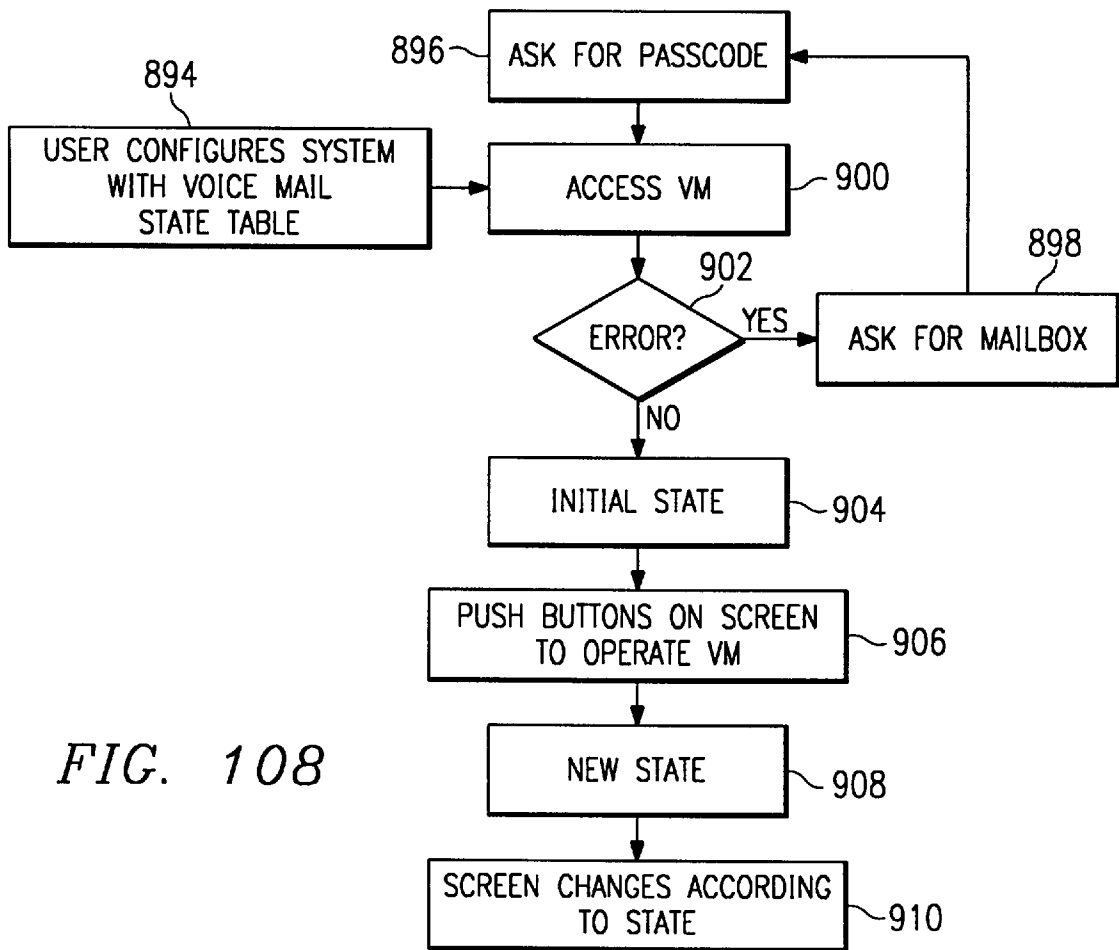 896
ASK FOR PASSCODE
894
USER CONFIGURES SYSTEM
WITH VOICE MAIL
STATE TABLE
ACCESS VM
900
902
ERROR?
YES
898
ASK FOR MAILBOX
NO
INITIAL STATE
904
PUSH BUTTONS ON SCREEN
TO OPERATE VM
906
NEW STATE
908
FIG. 108
SCREEN CHANGES ACCORDING
TO STATE
910